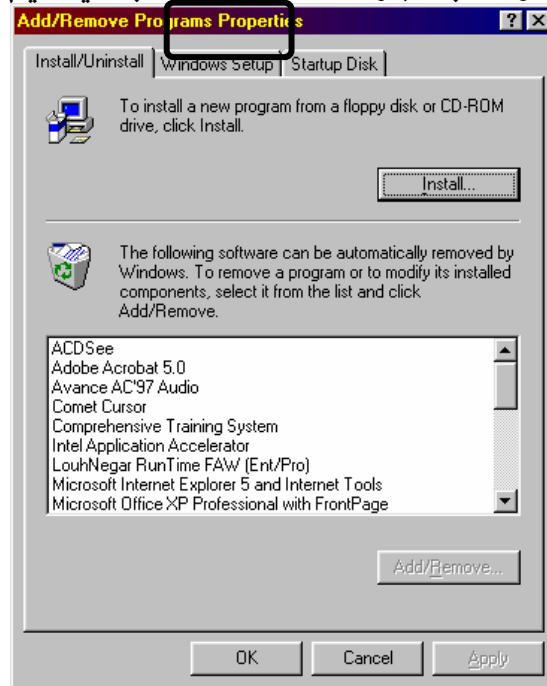 Add/Remove Programs Properties
Install/Uninstall Windows Setup Startup Disk
To install a new program from a floppy disk or CD-ROM
drive, click Install.
Install...
The following software can be automatically removed by
Windows. To remove a program or to modify its installed
components, select it from the list and click
Add/Remove.
ACDSee
Adobe Acrobat 5.0
Avance AC'97 Audio
Comet Cursor
Comprehensive Training System
Intel Application Accelerator
LouhNegar RunTime FAW (Ent/Pro)
Microsoft Internet Explorer 5 and Internet Tools
Microsoft Office XP Professional with FrontPage
Add/Remove...
OK Cancel Apply